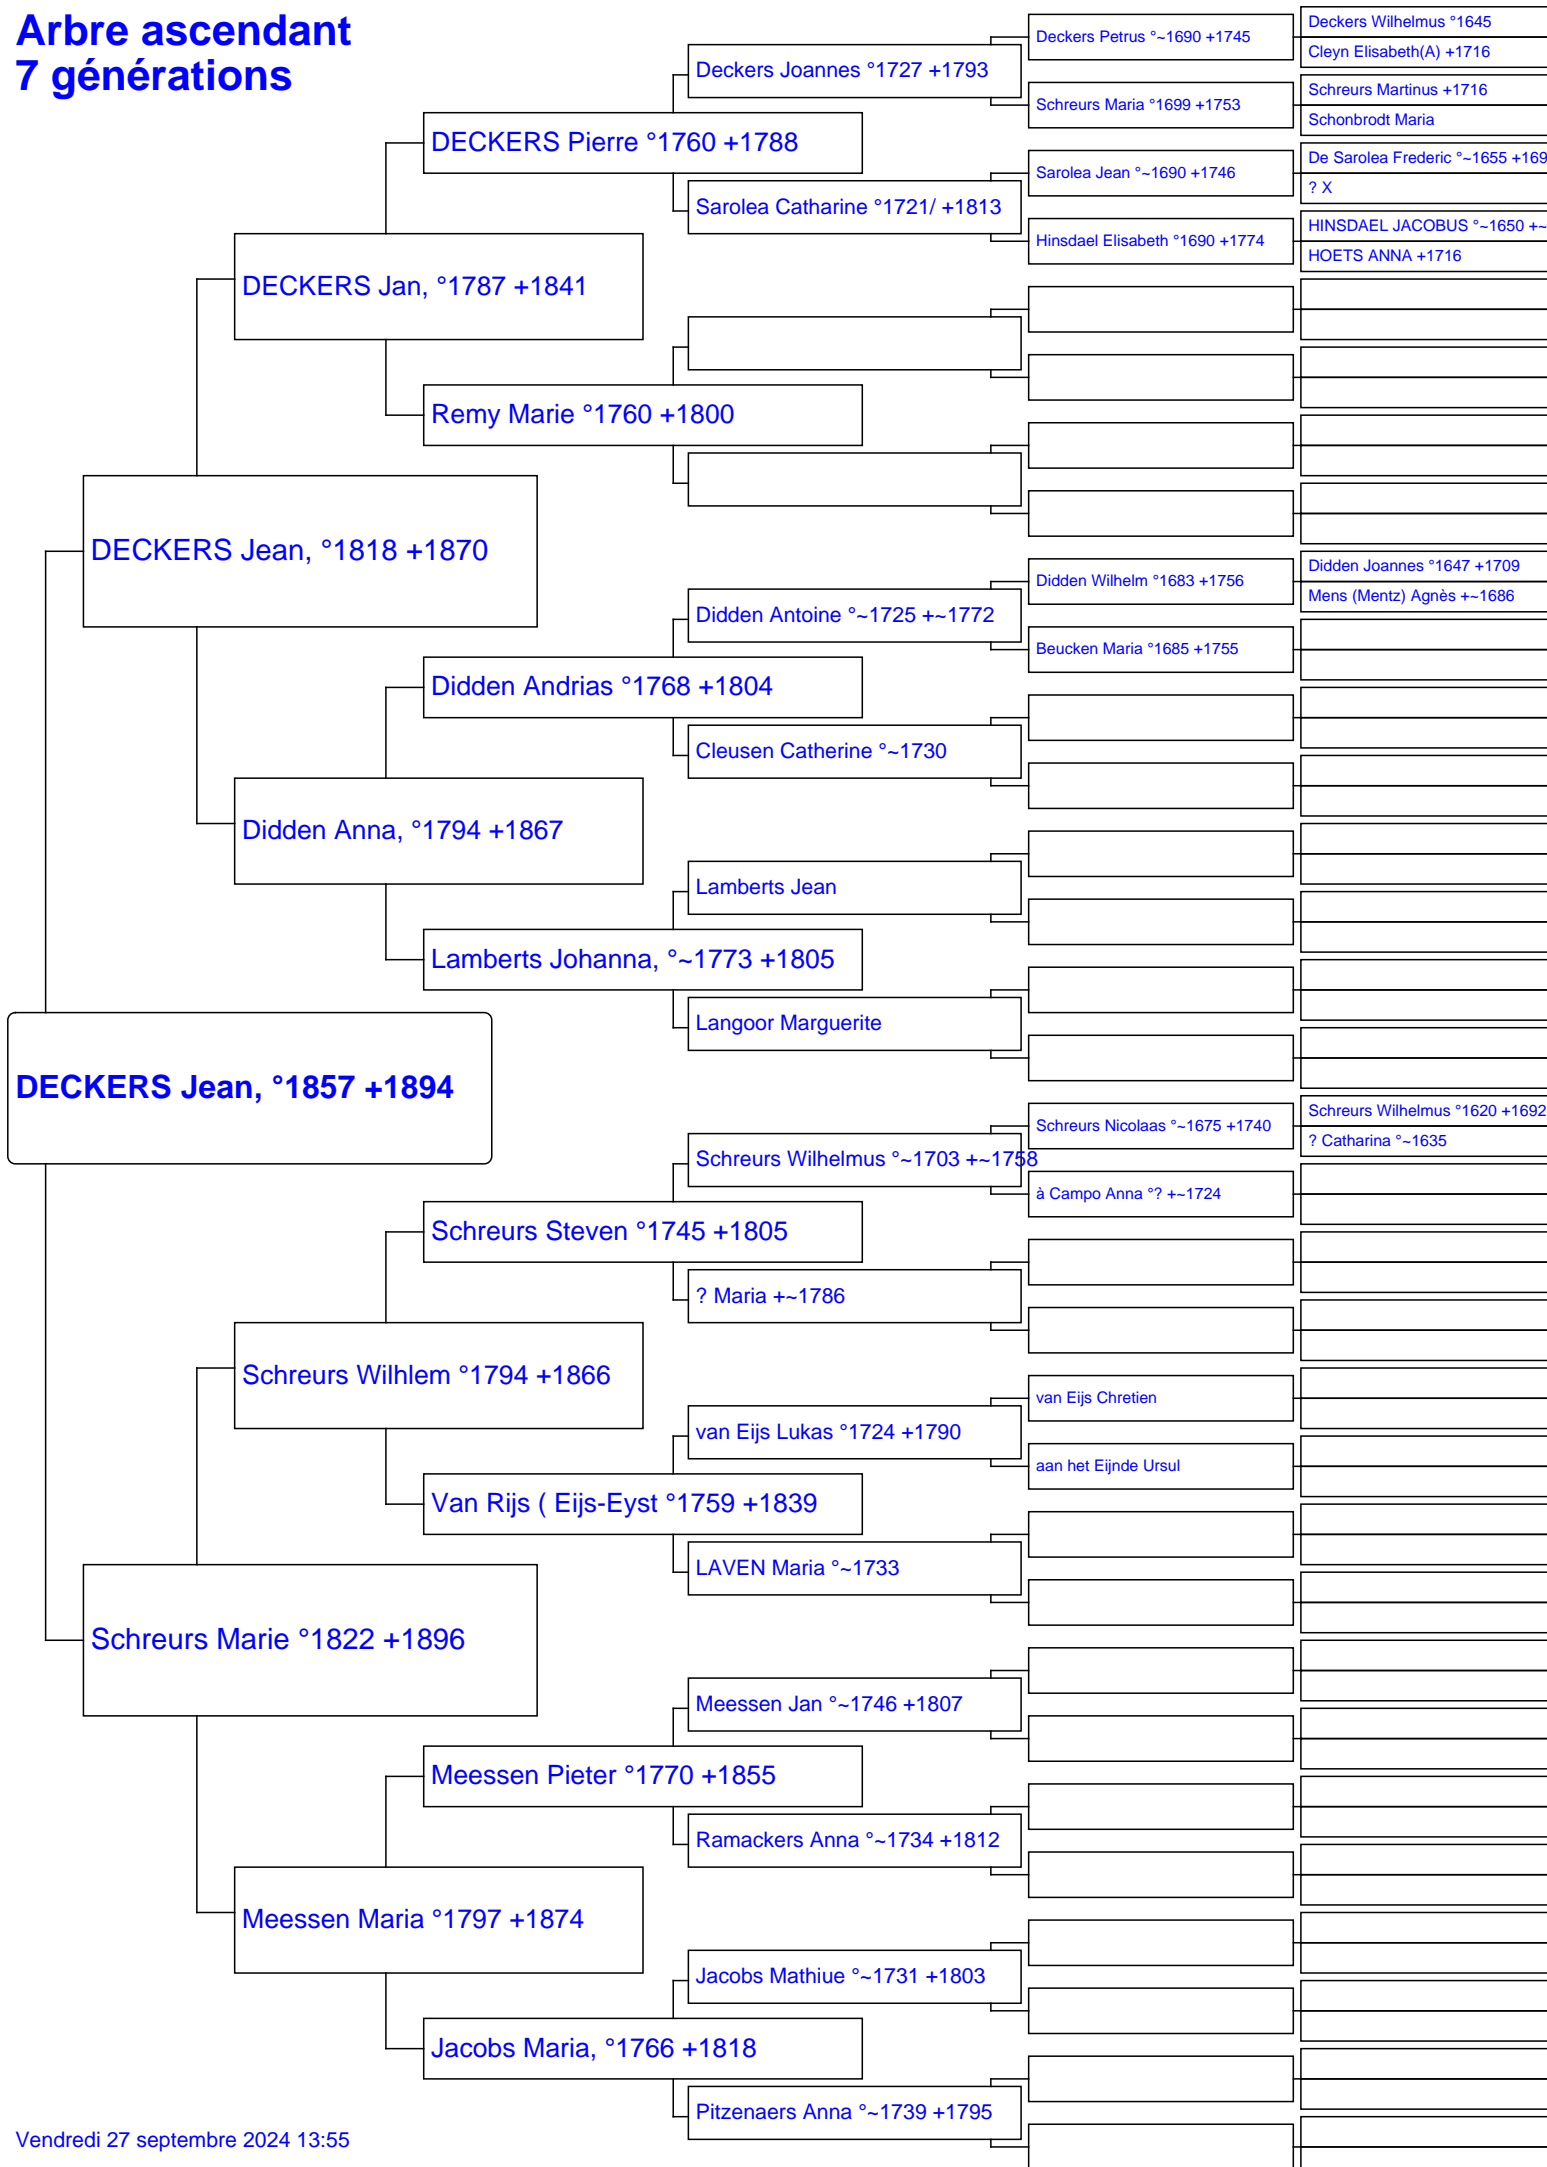 Arbre ascendant
7 générations
DECKERS Jean, °1857 +1894
DECKERS Jean, °1818 +1870
Schreurs Marie °1822 +1896
DECKERS Jan, °1787 +1841
Didden Anna, °1794 +1867
Schreurs Wilhlem °1794 +1866
Meessen Maria °1797 +1874
DECKERS Pierre °1760 +1788
Remy Marie °1760 +1800
Didden Andrias °1768 +1804
Lamberts Johanna, °~1773 +1805
Schreurs Steven °1745 +1805
Van Rijs ( Eijs-Eyst °1759 +1839
Meessen Pieter °1770 +1855
Jacobs Maria, °1766 +1818
Deckers Joannes °1727 +1793
Sarolea Catharine °1721/ +1813
Didden Antoine °~1725 +~1772
Cleusen Catherine °~1730
Lamberts Jean
Langoor Marguerite
Schreurs Wilhelmus °~1703 +~1758
? Maria +~1786
van Eijs Lukas °1724 +1790
LAVEN Maria °~1733
Meessen Jan °~1746 +1807
Ramackers Anna °~1734 +1812
Jacobs Mathiue °~1731 +1803
Pitzenaers Anna °~1739 +1795
Deckers Petrus °~1690 +1745
Schreurs Maria °1699 +1753
Sarolea Jean °~1690 +1746
Hinsdael Elisabeth °1690 +1774
Didden Wilhelm °1683 +1756
Beucken Maria °1685 +1755
Schreurs Nicolaas °~1675 +1740
à Campo Anna °? +~1724
van Eijs Chretien
aan het Eijnde Ursul
Deckers Wilhelmus °1645
Cleyn Elisabeth(A) +1716
Schreurs Martinus +1716
Schonbrodt Maria
De Sarolea Frederic °~1655 +169
? X
HINSDAEL JACOBUS °~1650 +~
HOETS ANNA +1716
Didden Joannes °1647 +1709
Mens (Mentz) Agnès +~1686
Schreurs Wilhelmus °1620 +1692
? Catharina °~1635
Vendredi 27 septembre 2024 13:55